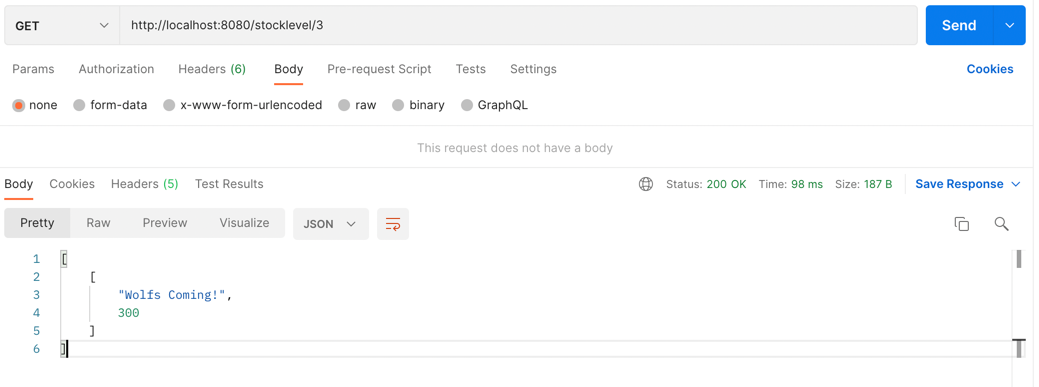 GET http://localhost:8080/stocklevel/3 Send
Params Authorization Headers (6) Body Pre-request Script Tests Settings Cookies
none form-data x-www-form-urlencoded raw binary GraphQL
This request does not have a body
Body Cookies Headers (5) Test Results Status: 200 OK Time: 98 ms Size: 187 B Save Response
Pretty Raw Preview Visualize JSON
1 [
2 [
3 "Wolfs Coming!",
4 300
5 ]
6 ]